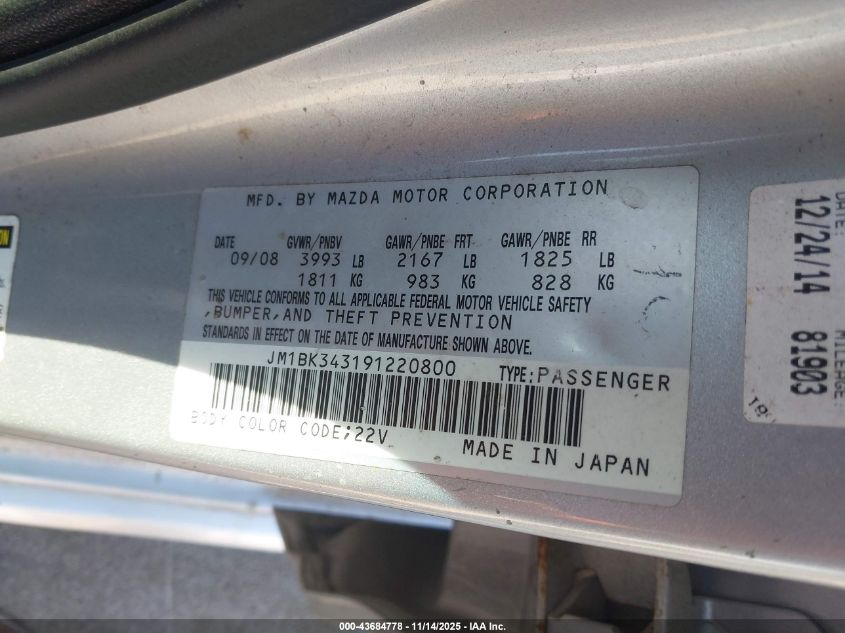 MFD. BY MAZDA MOTOR CORPORATION
DATE GVWR/PNBV GAWR/PNBE FRT GAWR/PNBE RR
09/08 3993 LB 2167 LB 1825 LB
1811 KG 983 KG 828 KG
THIS VEHICLE CONFORMS TO ALL APPLICABLE FEDERAL MOTOR VEHICLE SAFETY
,BUMPER,AND THEFT PREVENTION
STANDARDS IN EFFECT ON THE DATE OF MANUFACTURE SHOWN ABOVE.
JM1BK343191220800 TYPE:PASSENGER
BODY COLOR CODE;22V MADE IN JAPAN
DATE:
12/24/14
81903
MILEAGE:
000-43684778 — 11/14/2025 — IAA Inc.